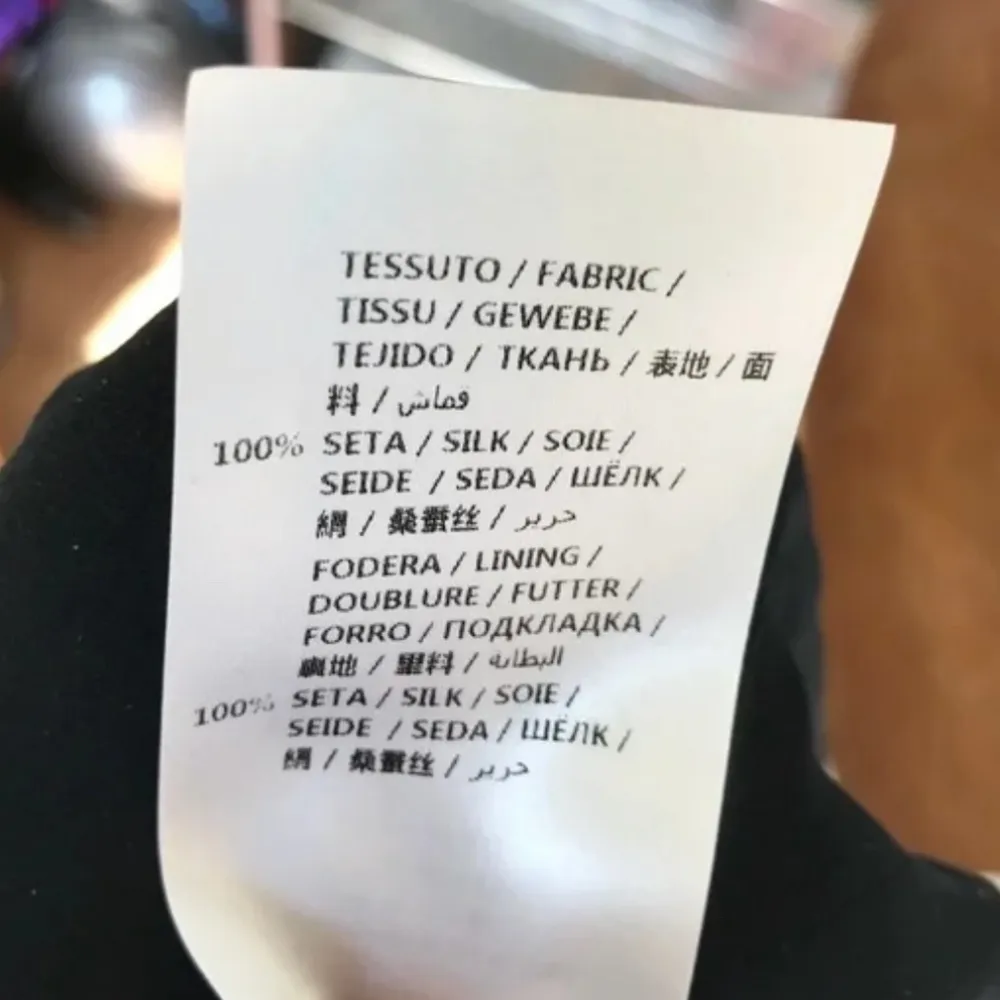 TESSUTO / FABRIC /
TISSU / GEWEBE /
TEJIDO / ТКАНЬ / 表地 / 面
料 / قماش
100% SETA / SILK / SOIE /
SEIDE / SEDA / ШЁЛК /
絹 / 桑蚕丝 / حرير
FODERA / LINING /
DOUBLURE / FUTTER /
FORRO / ПОДКЛАДКА /
裏地 / 里料 / البطانة
100% SETA / SILK / SOIE /
SEIDE / SEDA / ШЁЛК /
絹 / 桑蚕丝 / حرير